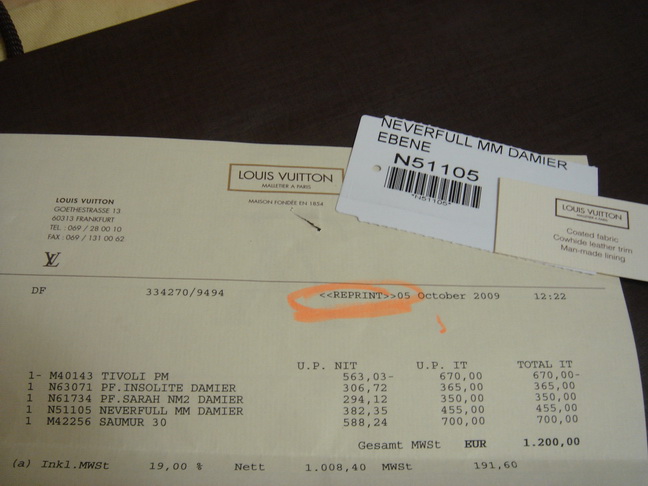 NEVERFULL MM DAMIER
EBENE
N51105
*N51105*
LOUIS VUITTON
MALLETIER A PARIS
MAISON FONDÉE EN 1854
LOUIS VUITTON
GOETHESTRASSE 13
60313 FRANKFURT
TEL : 069 / 28 00 10
FAX : 069 / 131 00 62
LV
LOUIS VUITTON
Coated fabric
Cowhide leather trim
Man-made lining
DF 334270/9494 <<REPRINT>>05 October 2009 12:22
U.P. NIT U.P. IT TOTAL IT
1- M40143 TIVOLI PM 563,03- 670,00 670,00-
1 N63071 PF.INSOLITE DAMIER 306,72 365,00 365,00
1 N61734 PF.SARAH NM2 DAMIER 294,12 350,00 350,00
1 N51105 NEVERFULL MM DAMIER 382,35 455,00 455,00
1 M42256 SAUMUR 30 588,24 700,00 700,00
Gesamt MWSt EUR 1.200,00
(a) Inkl.MWSt 19,00 % Nett 1.008,40 MWSt 191,60